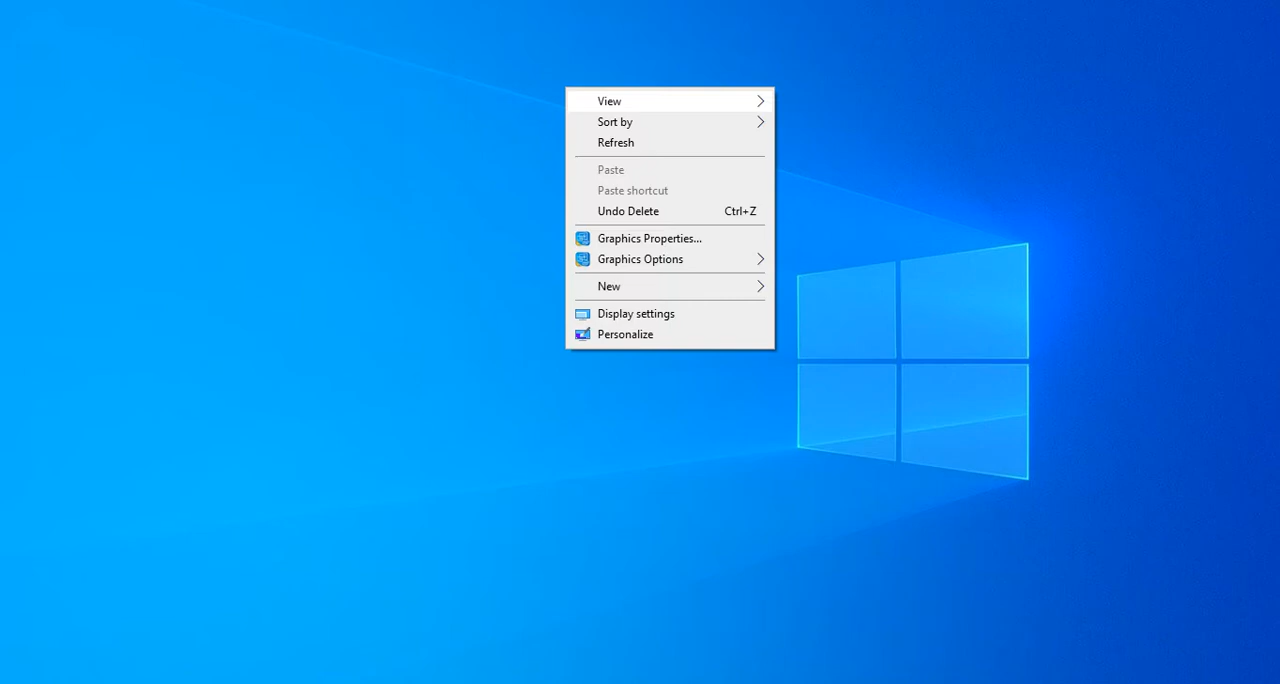 View
Sort by
Refresh
Paste
Paste shortcut
Undo Delete Ctrl+Z
Graphics Properties...
Graphics Options
New
Display settings
Personalize